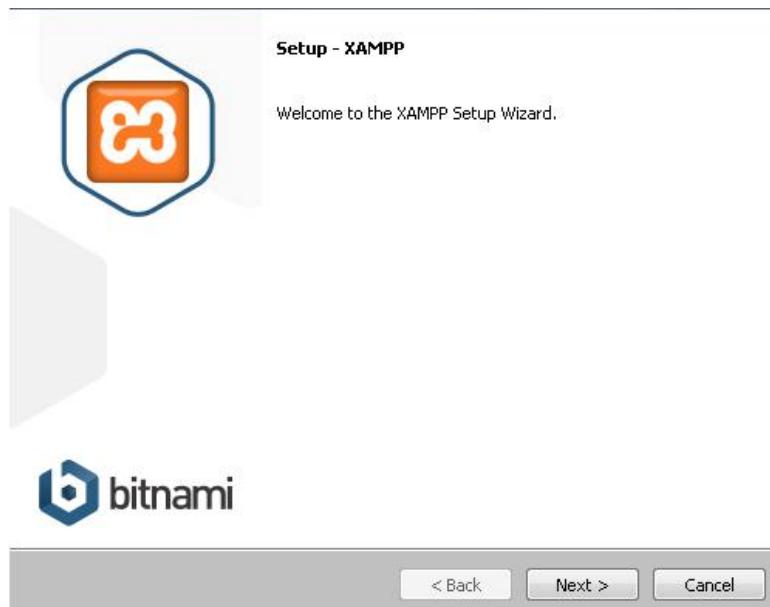 Setup - XAMPP
Welcome to the XAMPP Setup Wizard.
bitnami
< Back Next > Cancel